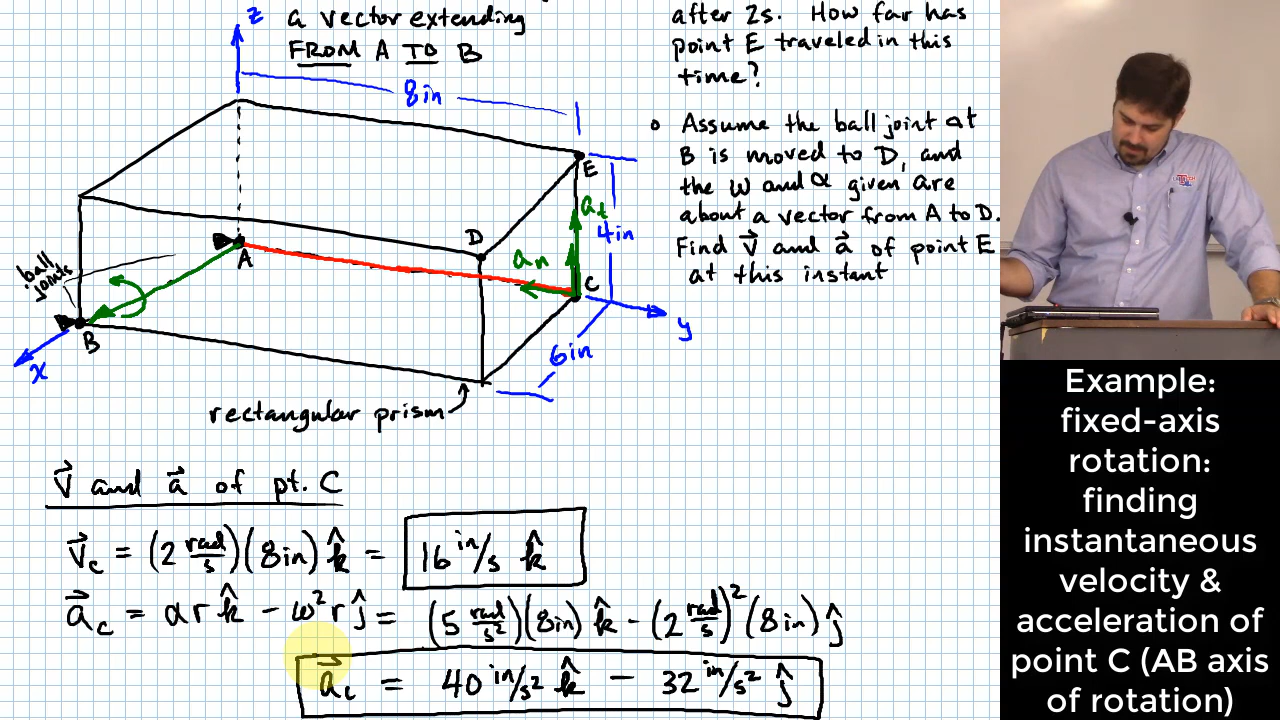 a vector extending
FROM A TO B
z
8in
E
at
4in
D
an
A
C
ball
joints
B
x
y
6in
rectangular prism
after 2s. How far has
point E traveled in this
time?
o Assume the ball joint at
B is moved to D, and
the ω and α given are
about a vector from A to D.
Find v⃗ and a⃗ of point E
at this instant
v⃗ and a⃗ of pt. C
v⃗c = (2 rad/s)(8in) k̂ = 16 in/s k̂
a⃗c = αr k̂ - ω²r ĵ = (5 rad/s²)(8in) k̂ - (2 rad/s)² (8in) ĵ
a⃗c = 40 in/s² k̂ - 32 in/s² ĵ
Example:
fixed-axis
rotation:
finding
instantaneous
velocity &
acceleration of
point C (AB axis
of rotation)